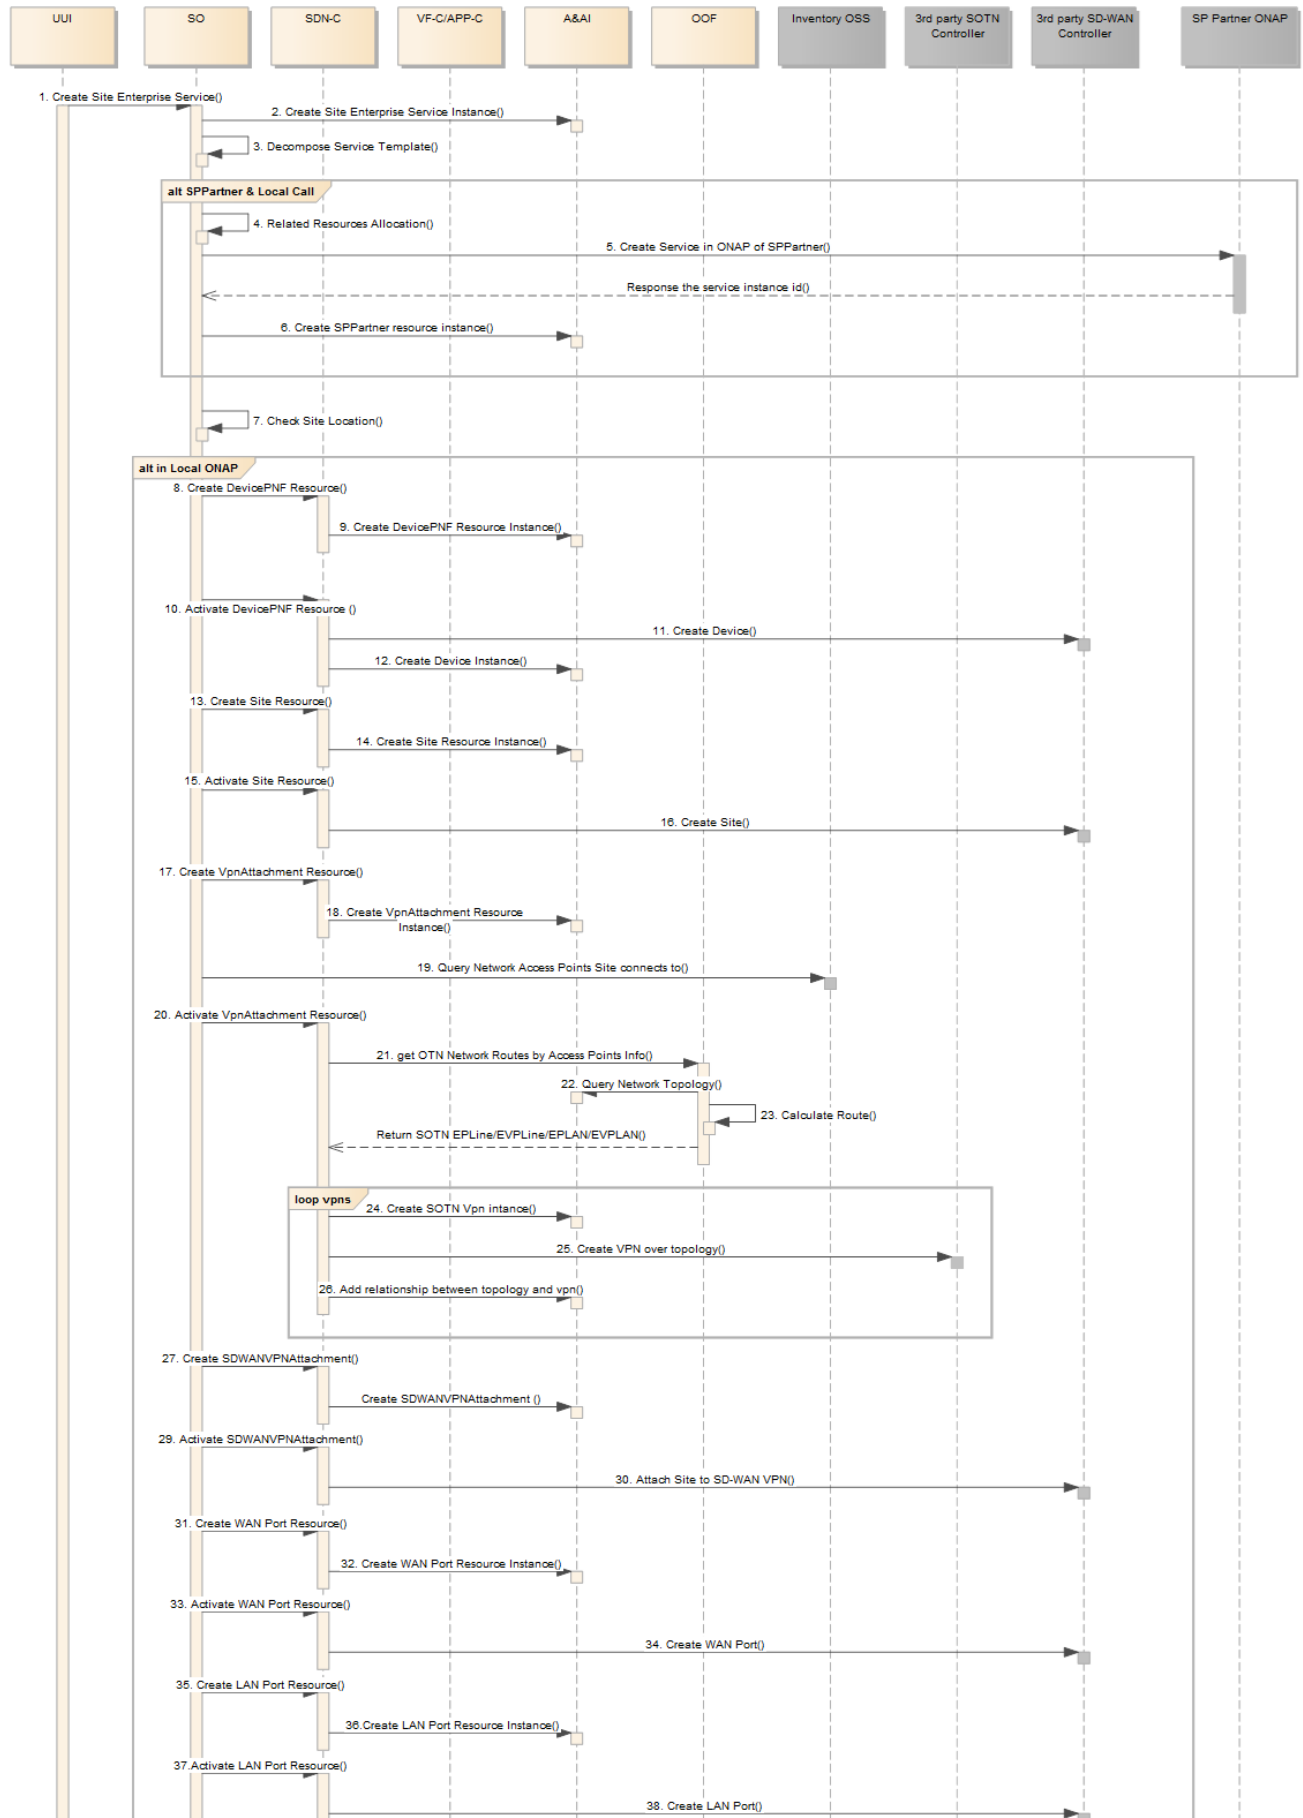 UUI
SO
SDN-C
VF-C/APP-C
A&AI
OOF
Inventory OSS
3rd party SOTN
Controller
3rd party SD-WAN
Controller
SP Partner ONAP
1. Create Site Enterprise Service()
2. Create Site Enterprise Service Instance()
3. Decompose Service Template()
alt SPPartner & Local Call
4. Related Resources Allocation()
5. Create Service in ONAP of SPPartner()
Response the service instance id()
6. Create SPPartner resource instance()
7. Check Site Location()
alt in Local ONAP
8. Create DevicePNF Resource()
9. Create DevicePNF Resource Instance()
10. Activate DevicePNF Resource ()
11. Create Device()
12. Create Device Instance()
13. Create Site Resource()
14. Create Site Resource Instance()
15. Activate Site Resource()
16. Create Site()
17. Create VpnAttachment Resource()
18. Create VpnAttachment Resource
Instance()
19. Query Network Access Points Site connects to()
20. Activate VpnAttachment Resource()
21. get OTN Network Routes by Access Points Info()
22. Query Network Topology()
23. Calculate Route()
Return SOTN EPLine/EVPLine/EPLAN/EVPLAN()
loop vpns
24. Create SOTN Vpn intance()
25. Create VPN over topology()
26. Add relationship between topology and vpn()
27. Create SDWANVPNAttachment()
Create SDWANVPNAttachment ()
29. Activate SDWANVPNAttachment()
30. Attach Site to SD-WAN VPN()
31. Create WAN Port Resource()
32. Create WAN Port Resource Instance()
33. Activate WAN Port Resource()
34. Create WAN Port()
35. Create LAN Port Resource()
36.Create LAN Port Resource Instance()
37.Activate LAN Port Resource()
38. Create LAN Port()